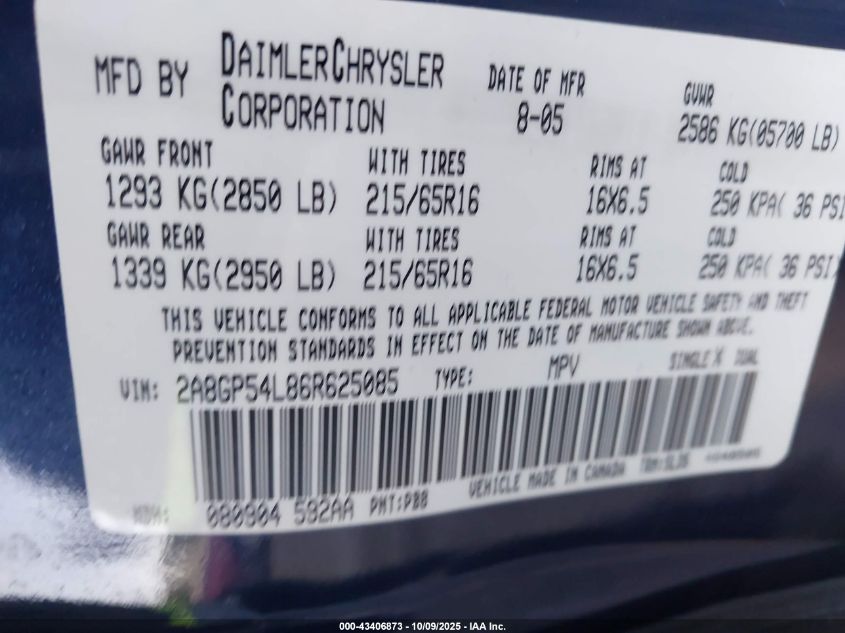 MFD BY DAIMLERCHRYSLER CORPORATION DATE OF MFR 8-05 GVWR 2586 KG(05700 LB)
GAWR FRONT WITH TIRES RIMS AT COLD
1293 KG(2850 LB) 215/65R16 16X6.5 250 KPA( 36 PSI
GAWR REAR WITH TIRES RIMS AT COLD
1339 KG(2950 LB) 215/65R16 16X6.5 250 KPA( 36 PSI)
THIS VEHICLE CONFORMS TO ALL APPLICABLE FEDERAL MOTOR VEHICLE SAFETY AND THEFT
PREVENTION STANDARDS IN EFFECT ON THE DATE OF MANUFACTURE SHOWN ABOVE.
VIN: 2A8GP54L86R625085 TYPE: MPV SINGLE X DUAL
MDH: 080904 592AA PNT:PB8 VEHICLE MADE IN CANADA
000-43406873 | 10/09/2025 - IAA Inc.